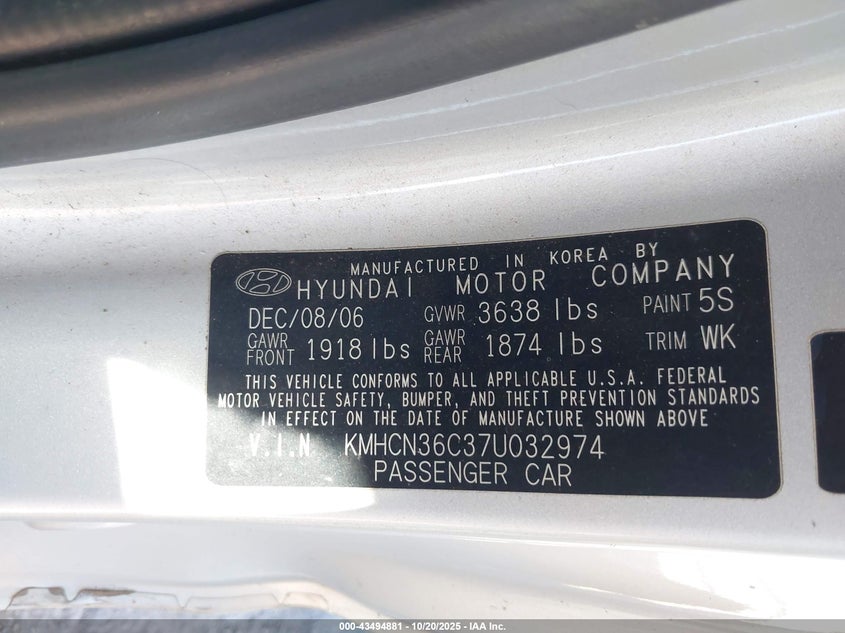 MANUFACTURED IN KOREA BY
HYUNDAI MOTOR COMPANY
DEC/08/06 GVWR 3638 lbs PAINT 5S
GAWR FRONT 1918 lbs GAWR REAR 1874 lbs TRIM WK
THIS VEHICLE CONFORMS TO ALL APPLICABLE U.S.A. FEDERAL
MOTOR VEHICLE SAFETY, BUMPER, AND THEFT PREVENTION STANDARDS
IN EFFECT ON THE DATE OF MANUFACTURE SHOWN ABOVE
V.I.N KMHCN36C37U032974
PASSENGER CAR
000-43494881 - 10/20/2025 - IAA Inc.